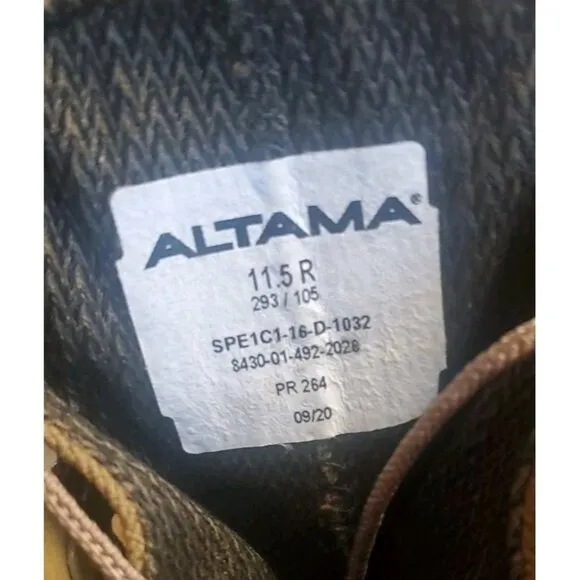 ALTAMA®
11.5 R
293 / 105
SPE1C1-16-D-1032
8430-01-492-2028
PR 264
09/20